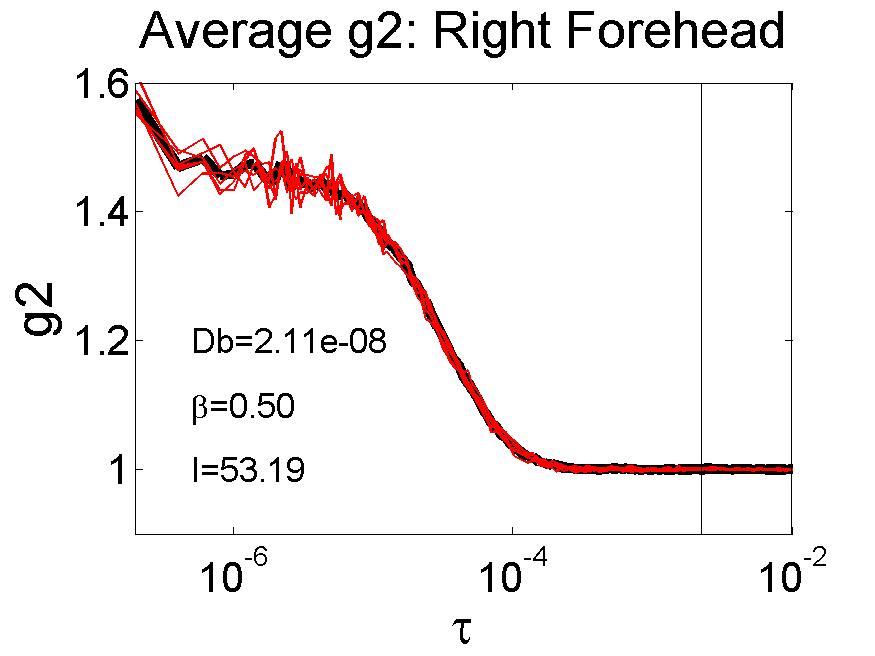 Average g2: Right Forehead
1.6
1.4
1.2
1
g2
Db=2.11e-08
β=0.50
I=53.19
10^-6
10^-4
10^-2
τ